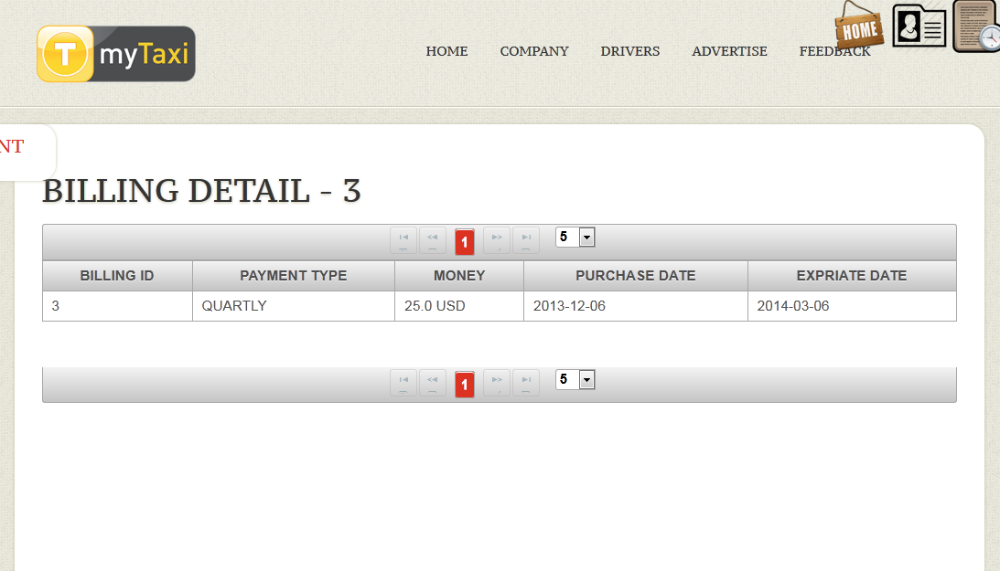 T myTaxi
HOME COMPANY DRIVERS ADVERTISE FEEDBACK
HOME
NT
BILLING DETAIL - 3
1 5
BILLING ID PAYMENT TYPE MONEY PURCHASE DATE EXPRIATE DATE
3 QUARTLY 25.0 USD 2013-12-06 2014-03-06
1 5